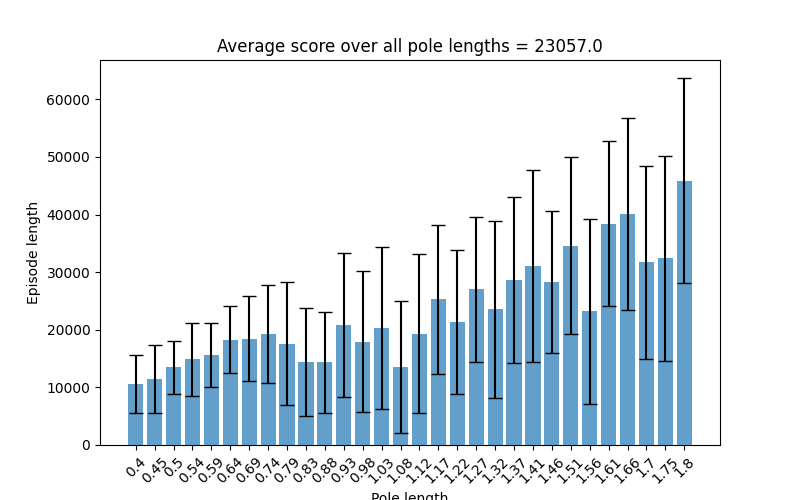 Average score over all pole lengths = 23057.0
60000
50000
40000
30000
20000
10000
0
Episode length
0.4 0.45 0.5 0.54 0.59 0.64 0.69 0.74 0.79 0.83 0.88 0.93 0.98 1.03 1.08 1.12 1.17 1.22 1.27 1.32 1.37 1.41 1.46 1.51 1.56 1.61 1.66 1.7 1.75 1.8
Pole length